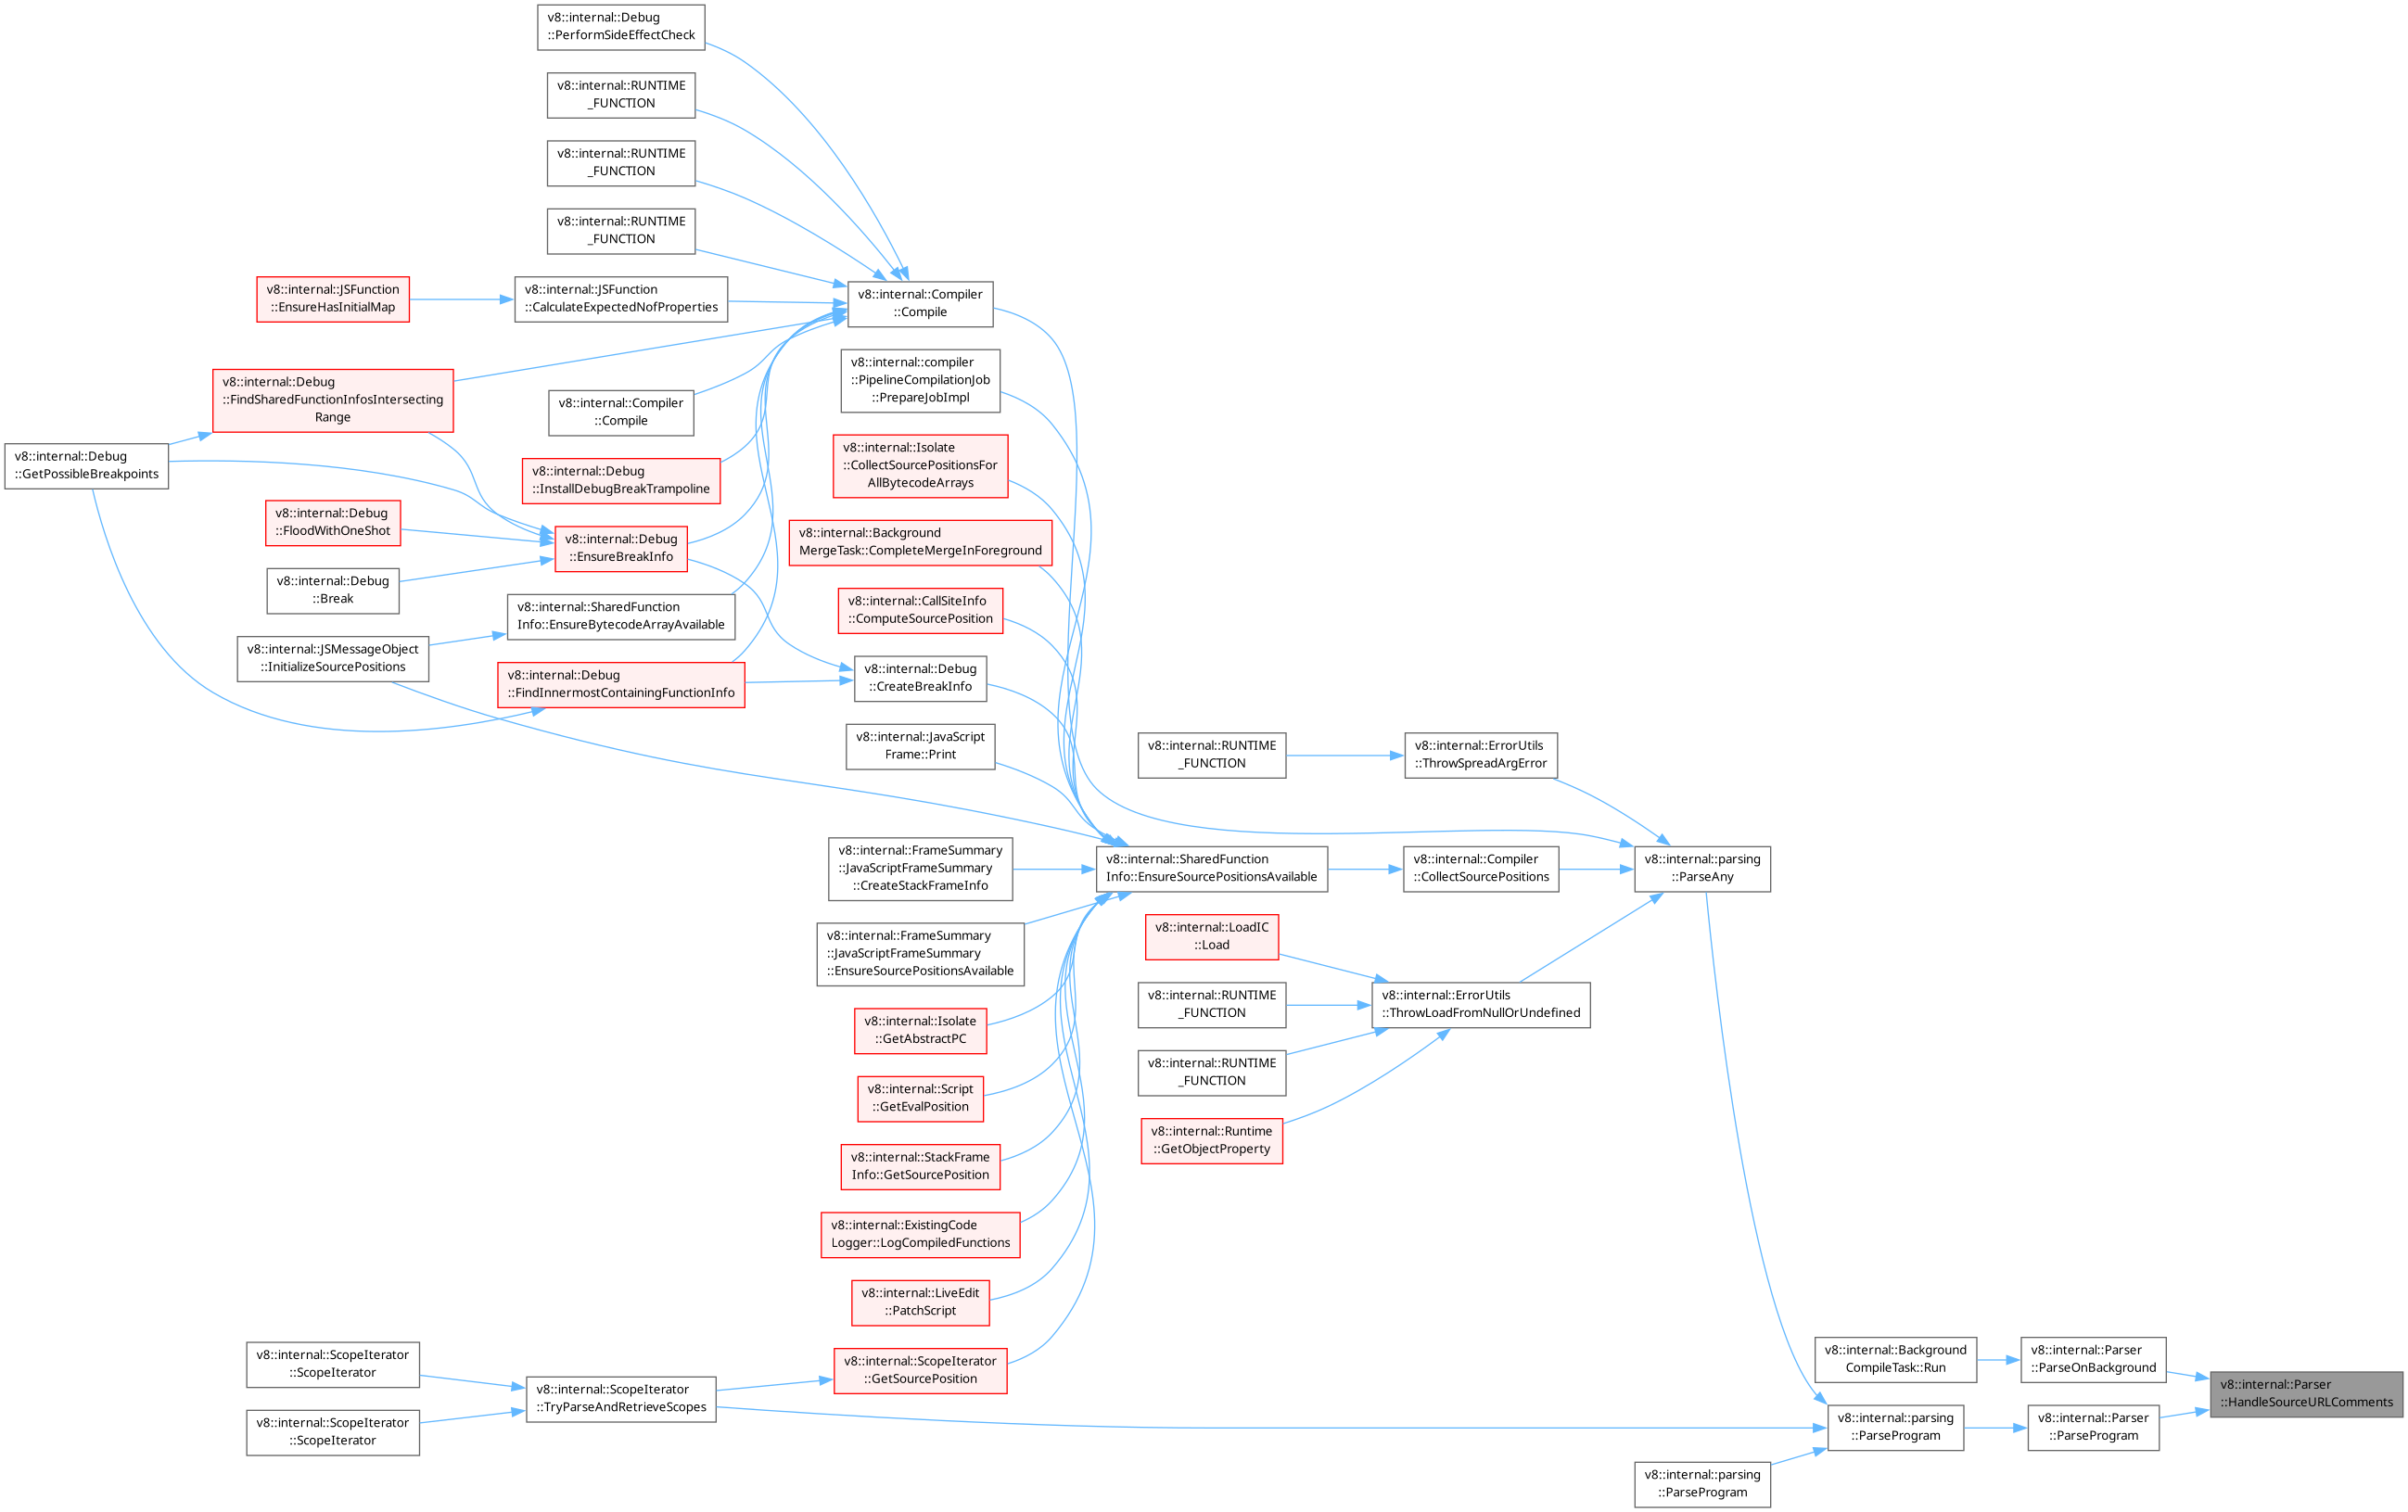 v8::internal::Debug
::PerformSideEffectCheck
v8::internal::RUNTIME
_FUNCTION
v8::internal::RUNTIME
_FUNCTION
v8::internal::RUNTIME
_FUNCTION
v8::internal::JSFunction
::EnsureHasInitialMap
v8::internal::JSFunction
::CalculateExpectedNofProperties
v8::internal::Compiler
::Compile
v8::internal::compiler
::PipelineCompilationJob
::PrepareJobImpl
v8::internal::Debug
::FindSharedFunctionInfosIntersecting
Range
v8::internal::Compiler
::Compile
v8::internal::Debug
::GetPossibleBreakpoints
v8::internal::Isolate
::CollectSourcePositionsFor
AllBytecodeArrays
v8::internal::Debug
::InstallDebugBreakTrampoline
v8::internal::Debug
::FloodWithOneShot
v8::internal::Debug
::EnsureBreakInfo
v8::internal::Background
MergeTask::CompleteMergeInForeground
v8::internal::Debug
::Break
v8::internal::SharedFunction
Info::EnsureBytecodeArrayAvailable
v8::internal::CallSiteInfo
::ComputeSourcePosition
v8::internal::JSMessageObject
::InitializeSourcePositions
v8::internal::Debug
::FindInnermostContainingFunctionInfo
v8::internal::Debug
::CreateBreakInfo
v8::internal::JavaScript
Frame::Print
v8::internal::RUNTIME
_FUNCTION
v8::internal::ErrorUtils
::ThrowSpreadArgError
v8::internal::FrameSummary
::JavaScriptFrameSummary
::CreateStackFrameInfo
v8::internal::SharedFunction
Info::EnsureSourcePositionsAvailable
v8::internal::Compiler
::CollectSourcePositions
v8::internal::parsing
::ParseAny
v8::internal::FrameSummary
::JavaScriptFrameSummary
::EnsureSourcePositionsAvailable
v8::internal::LoadIC
::Load
v8::internal::Isolate
::GetAbstractPC
v8::internal::RUNTIME
_FUNCTION
v8::internal::ErrorUtils
::ThrowLoadFromNullOrUndefined
v8::internal::Script
::GetEvalPosition
v8::internal::RUNTIME
_FUNCTION
v8::internal::StackFrame
Info::GetSourcePosition
v8::internal::Runtime
::GetObjectProperty
v8::internal::ExistingCode
Logger::LogCompiledFunctions
v8::internal::LiveEdit
::PatchScript
v8::internal::ScopeIterator
::ScopeIterator
v8::internal::ScopeIterator
::GetSourcePosition
v8::internal::ScopeIterator
::TryParseAndRetrieveScopes
v8::internal::ScopeIterator
::ScopeIterator
v8::internal::Background
CompileTask::Run
v8::internal::Parser
::ParseOnBackground
v8::internal::Parser
::HandleSourceURLComments
v8::internal::parsing
::ParseProgram
v8::internal::Parser
::ParseProgram
v8::internal::parsing
::ParseProgram